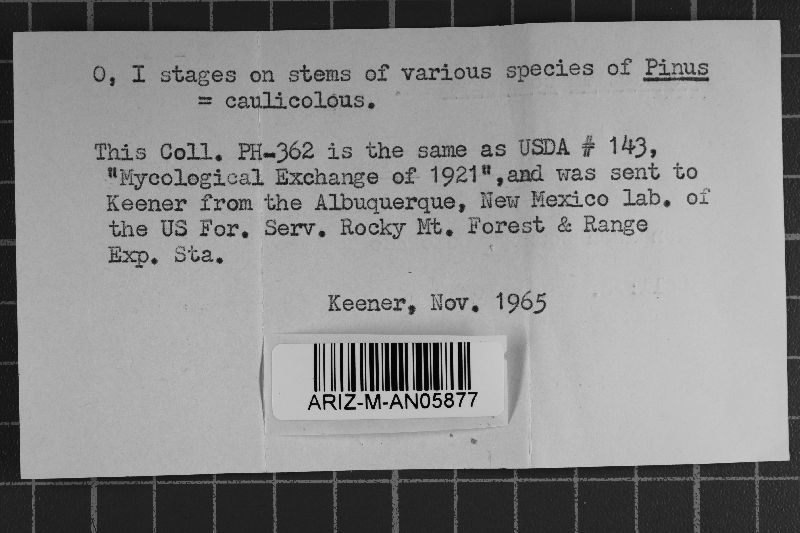 O, I stages on stems of various species of Pinus
= caulicolous.
This Coll. PH-362 is the same as USDA # 143,
"Mycological Exchange of 1921", and was sent to
Keener from the Albuquerque, New Mexico lab. of
the US For. Serv. Rocky Mt. Forest & Range
Exp. Sta.
Keener, Nov. 1965
ARIZ-M-AN05877